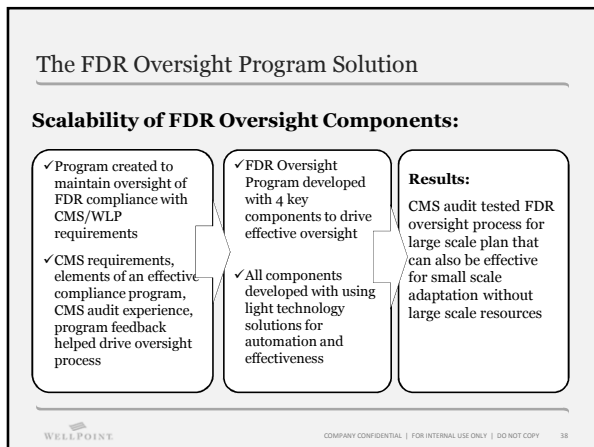 The FDR Oversight Program Solution
Scalability of FDR Oversight Components:
✓Program created to
maintain oversight of
FDR compliance with
CMS/WLP
requirements
✓CMS requirements,
elements of an effective
compliance program,
CMS audit experience,
program feedback
helped drive oversight
process
✓FDR Oversight
Program developed
with 4 key
components to drive
effective oversight
✓All components
developed with using
light technology
solutions for
automation and
effectiveness
Results:
CMS audit tested FDR
oversight process for
large scale plan that
can also be effective
for small scale
adaptation without
large scale resources
WELLPOINT.
COMPANY CONFIDENTIAL | FOR INTERNAL USE ONLY | DO NOT COPY 38